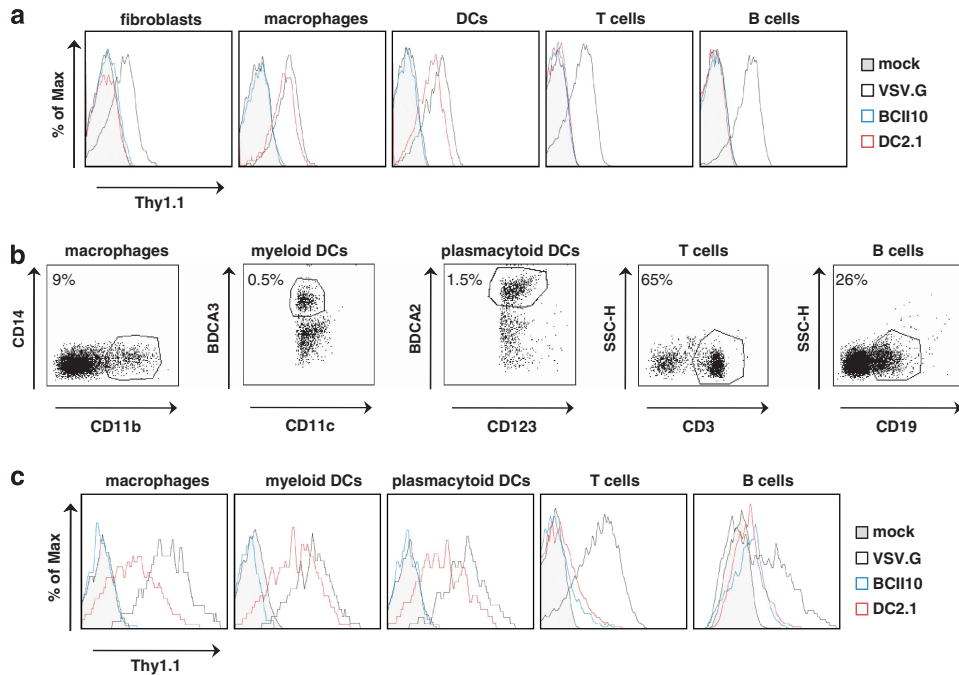 a
fibroblasts
macrophages
DCs
T cells
B cells
% of Max
Thy1.1
mock
VSV.G
BCII10
DC2.1
b
macrophages
myeloid DCs
plasmacytoid DCs
T cells
B cells
9%
0.5%
1.5%
65%
26%
CD14
BDCA3
BDCA2
SSC-H
SSC-H
CD11b
CD11c
CD123
CD3
CD19
c
macrophages
myeloid DCs
plasmacytoid DCs
T cells
B cells
% of Max
Thy1.1
mock
VSV.G
BCII10
DC2.1